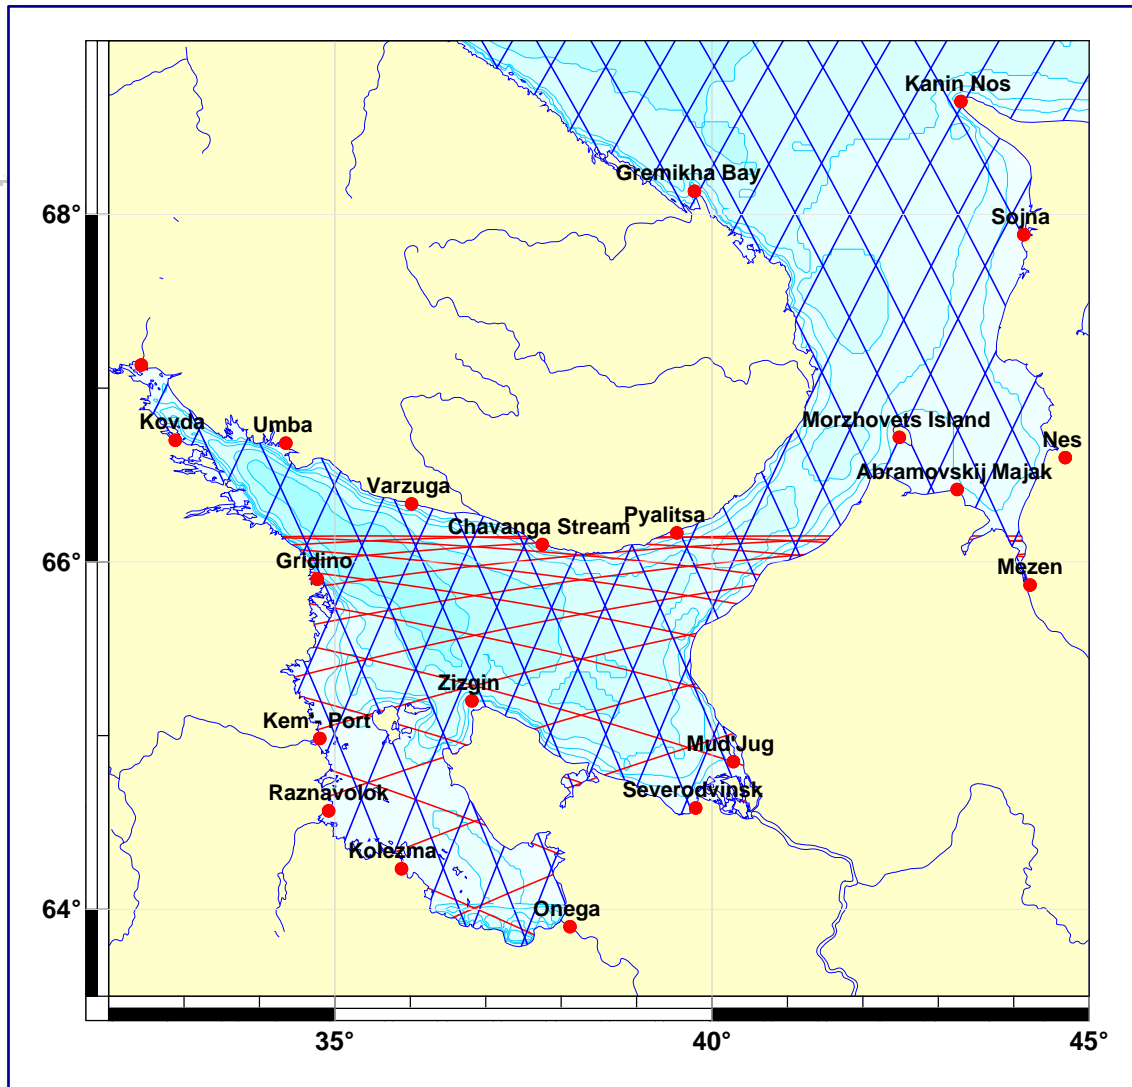 Kanin Nos
Gremikha Bay
68°
Sojna
Kovda
Umba
Morzhovets Island
Nes
Abramovskij Majak
Varzuga
Chavanga Stream
Pyalitsa
66°
Gridino
Mezen
Zizgin
Kem'- Port
Mud'Jug
Raznavolok
Severodvinsk
Kolezma
64°
Onega
35°
40°
45°